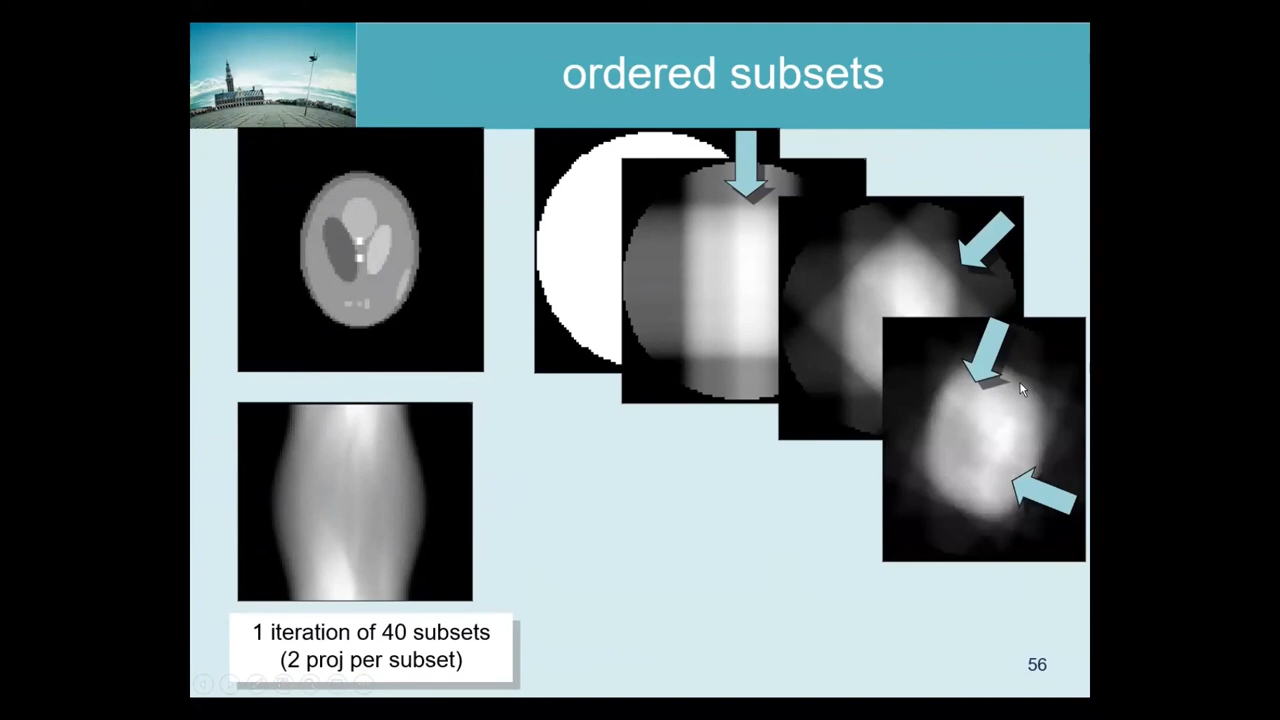 ordered subsets
1 iteration of 40 subsets
(2 proj per subset)
56